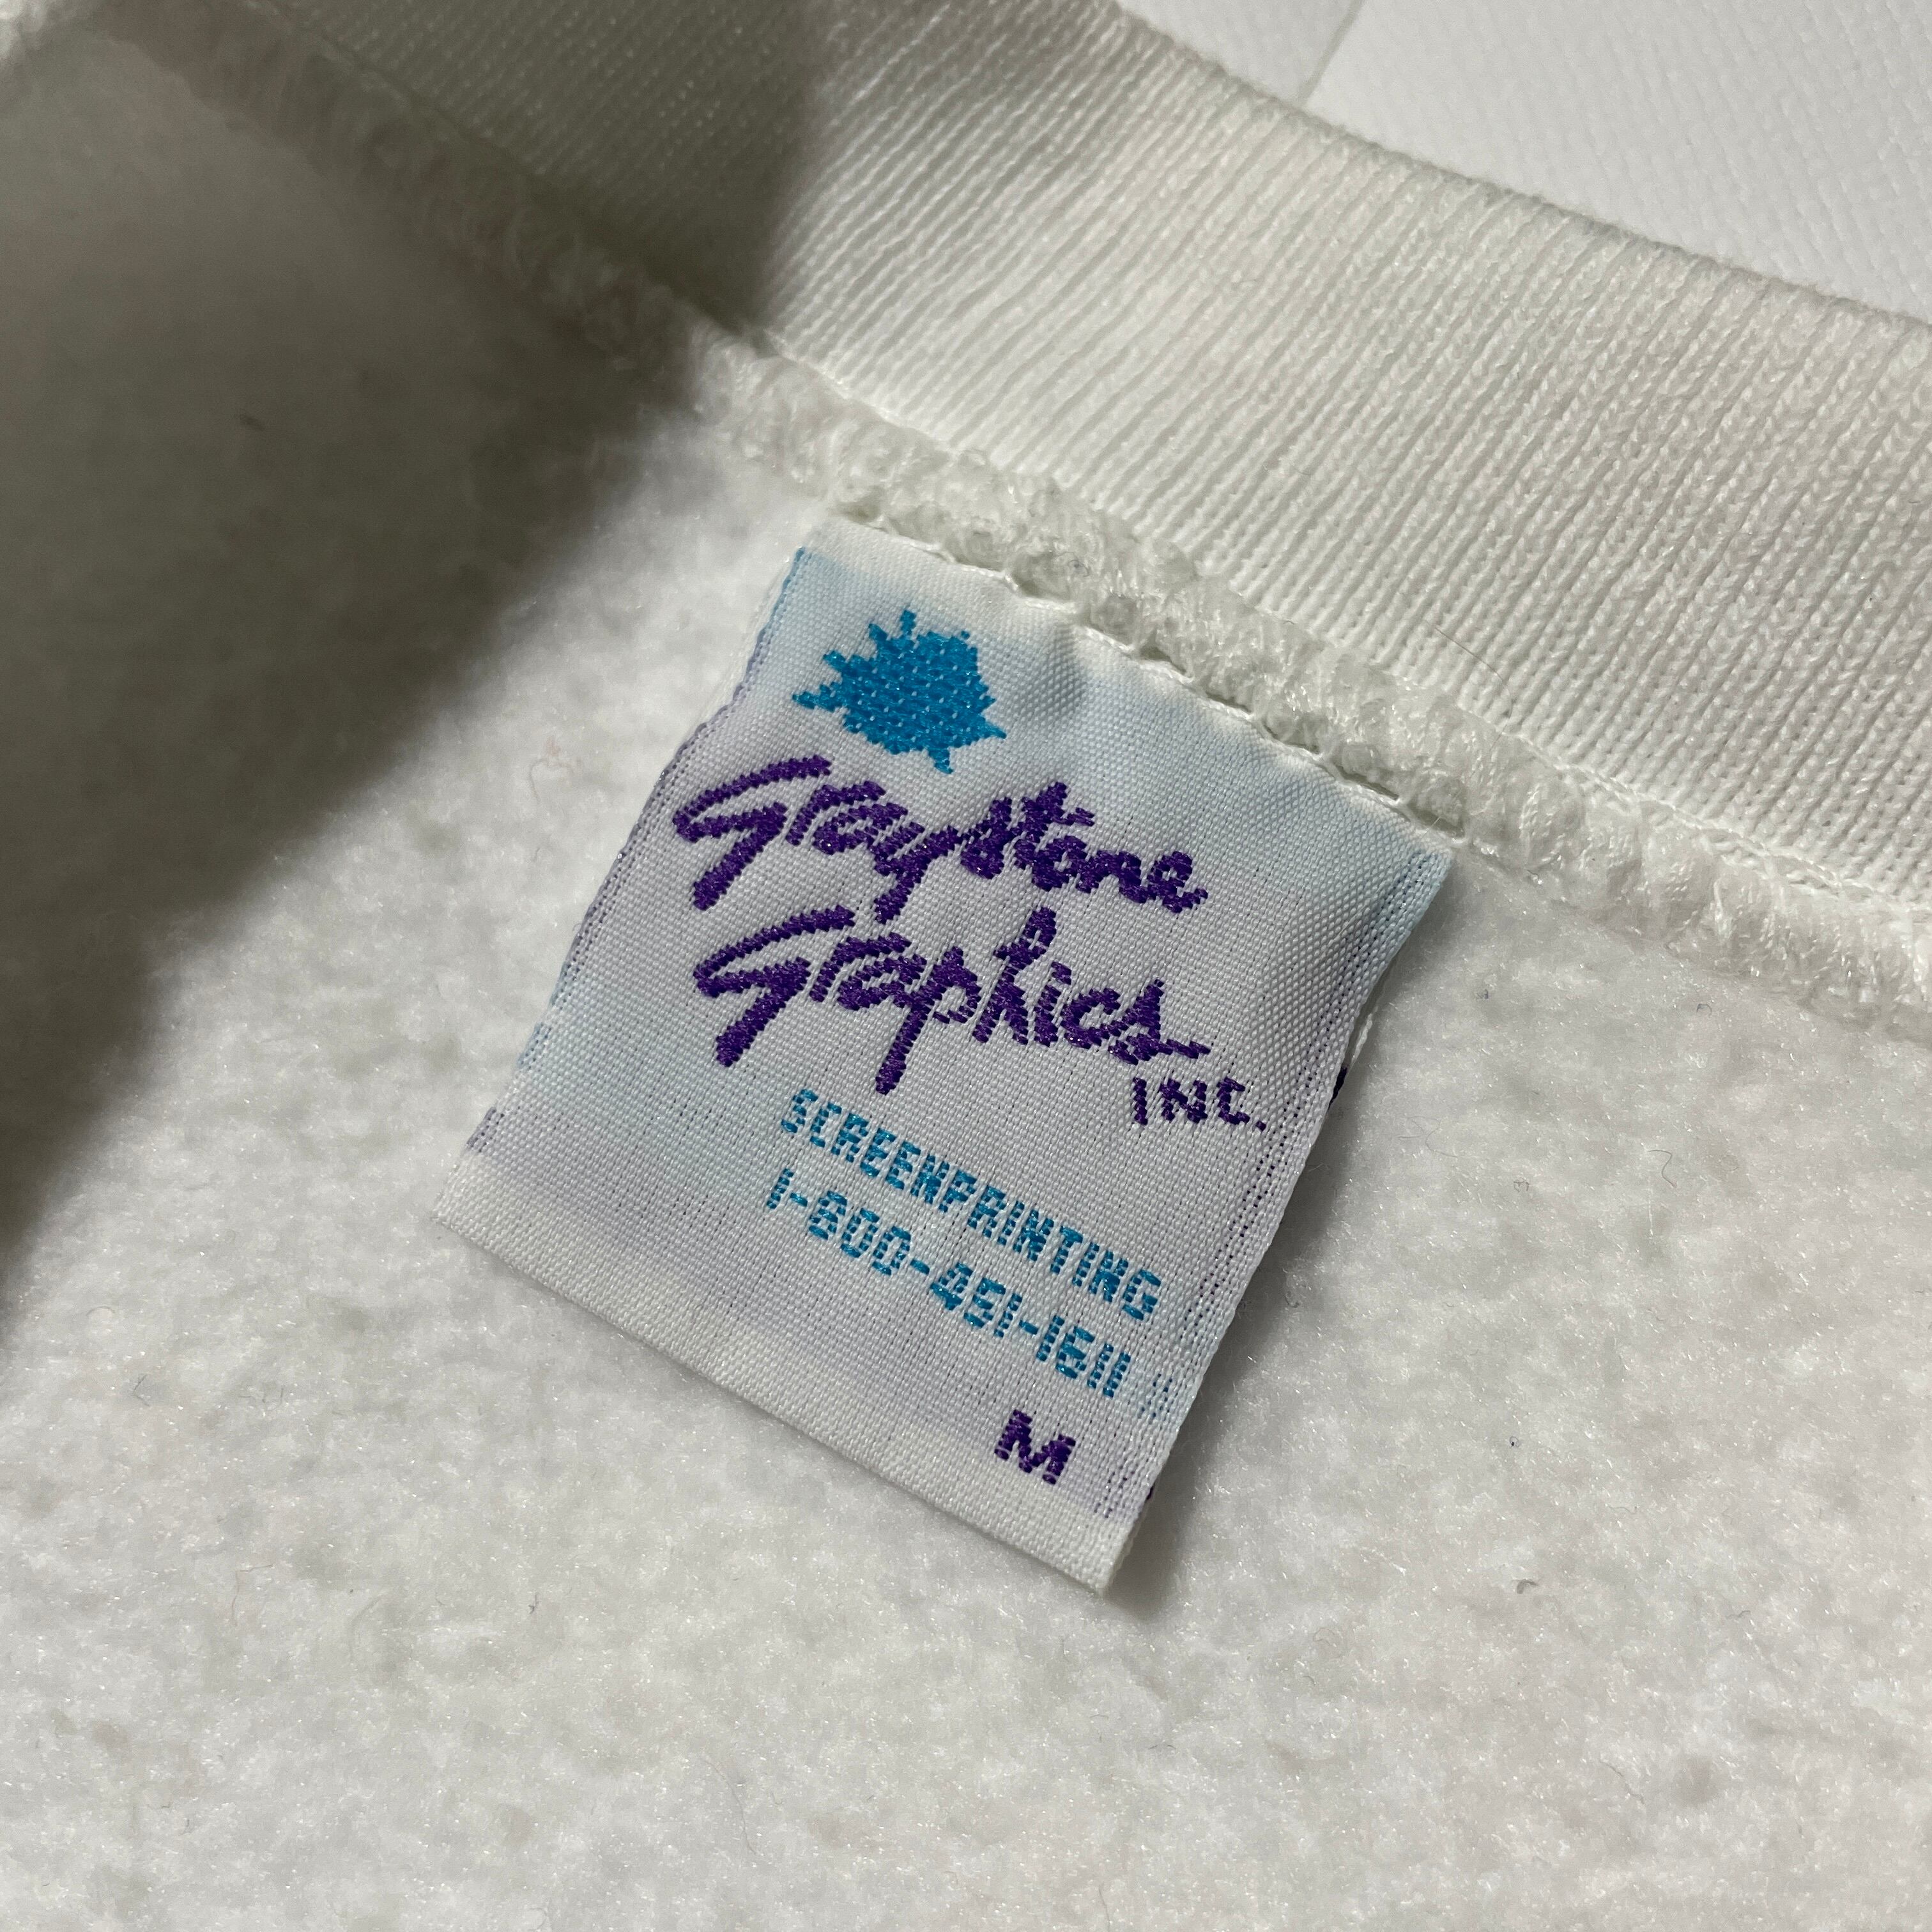 Graystone
Graphics
INC.
SCREENPRINTING
1-800-451-1611
M